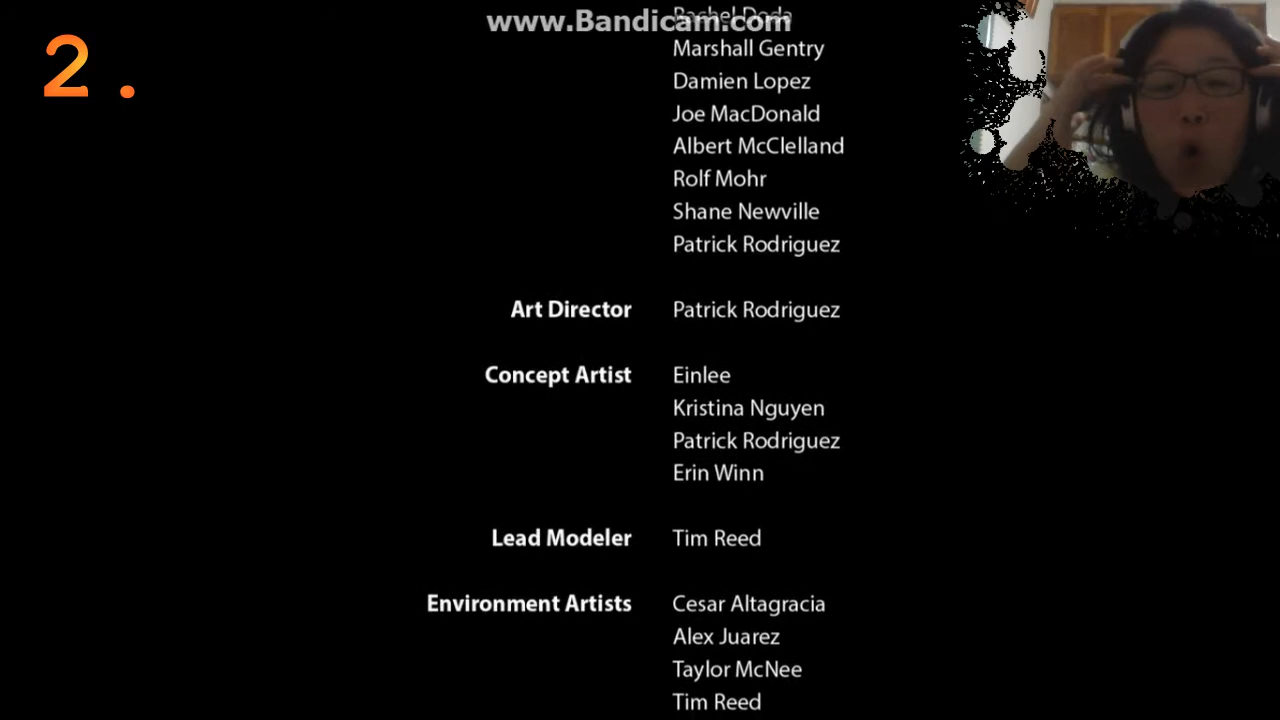 www.Bandicam.com
2.
Rachel Doda
Marshall Gentry
Damien Lopez
Joe MacDonald
Albert McClelland
Rolf Mohr
Shane Newville
Patrick Rodriguez
Art Director Patrick Rodriguez
Concept Artist Einlee
Kristina Nguyen
Patrick Rodriguez
Erin Winn
Lead Modeler Tim Reed
Environment Artists Cesar Altagracia
Alex Juarez
Taylor McNee
Tim Reed